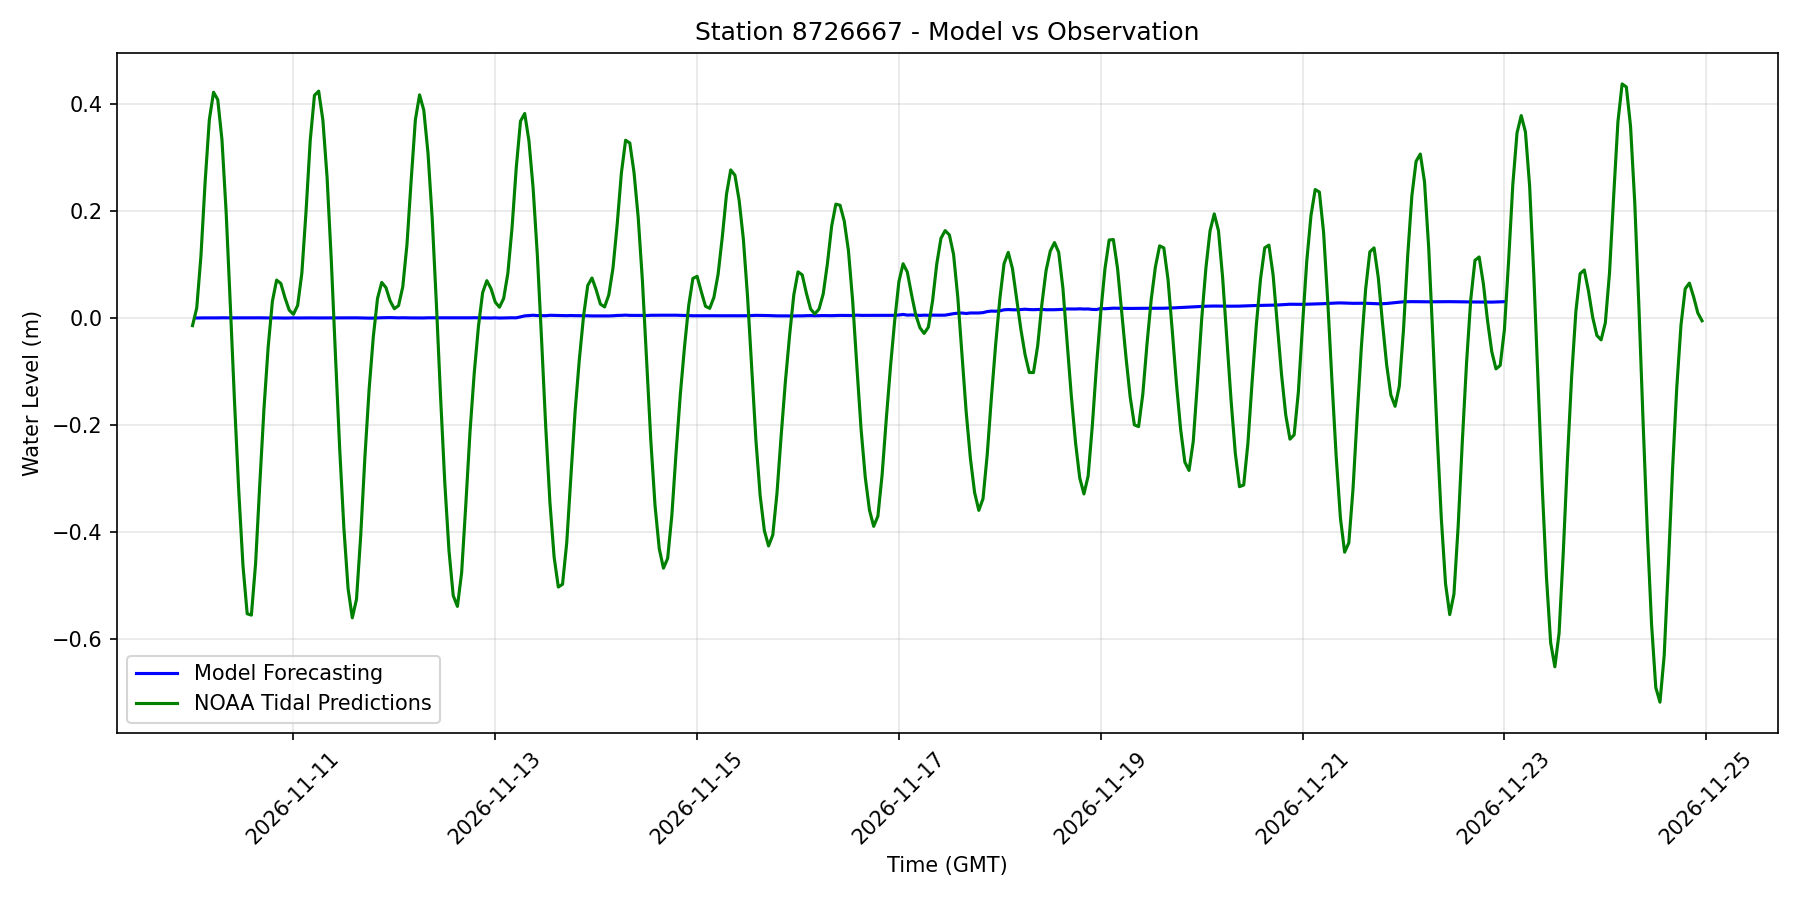 Station 8726667 - Model vs Observation
Water Level (m)
0.4
0.2
0.0
−0.2
−0.4
−0.6
Model Forecasting
NOAA Tidal Predictions
2026-11-11
2026-11-13
2026-11-15
2026-11-17
2026-11-19
2026-11-21
2026-11-23
2026-11-25
Time (GMT)